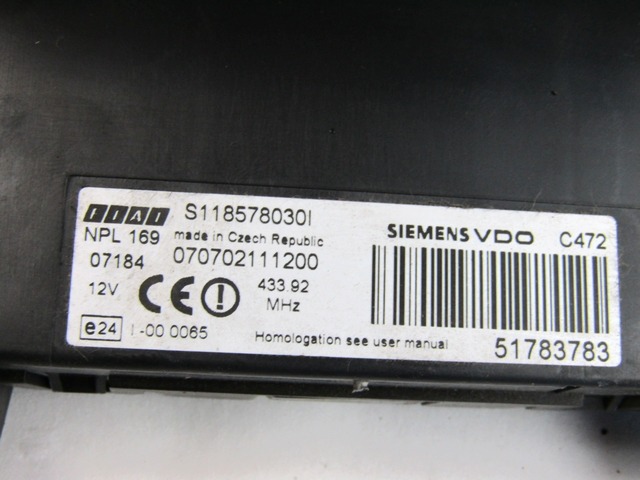 FIAT S118578030I
NPL 169 made in Czech Republic
SIEMENS VDO C472
07184 070702111200
12V CE 433.92
MHz
e24 I-00 0065 Homologation see user manual
51783783